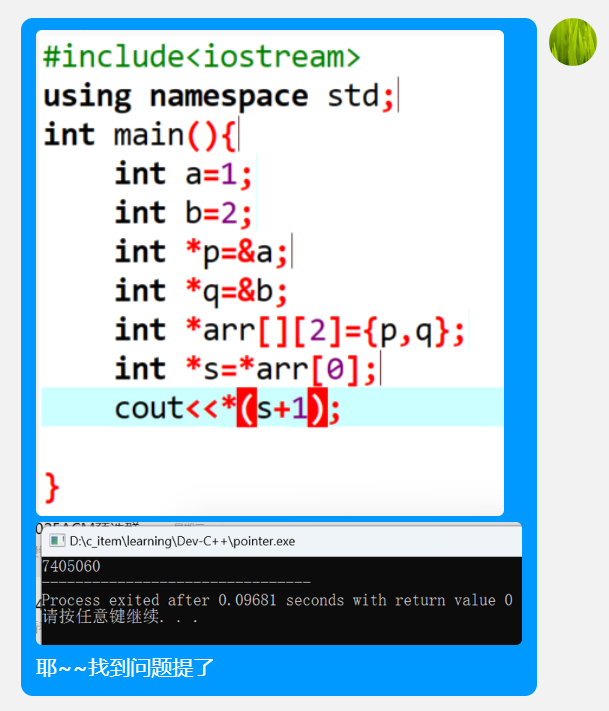 #include<iostream>
using namespace std;
int main(){
int a=1;
int b=2;
int *p=&a;
int *q=&b;
int *arr[][2]={p,q};
int *s=*arr[0];
cout<<*(s+1);
}
D:\c_item\learning\Dev-C++\pointer.exe
7405060
--------------------------------
Process exited after 0.09681 seconds with return value 0
请按任意键继续. . .
耶~~找到问题提了